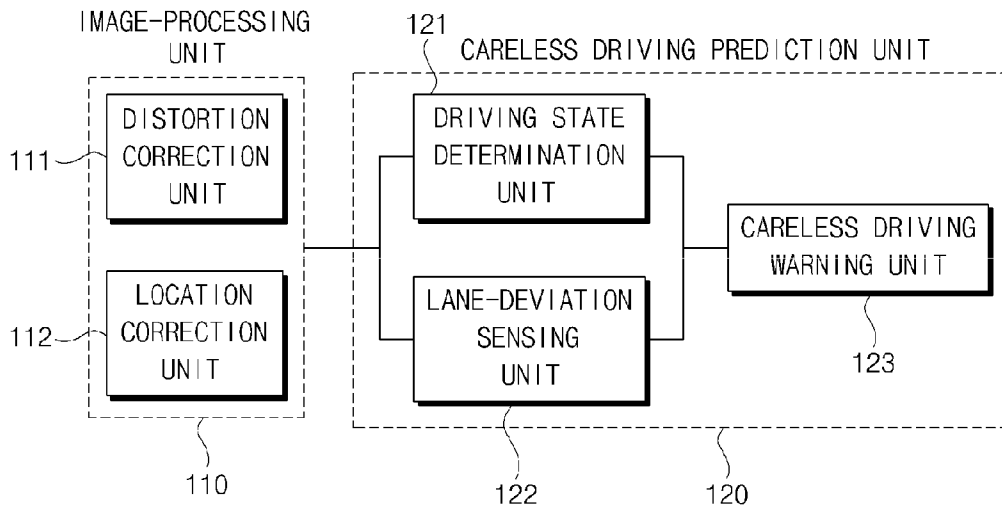 IMAGE-PROCESSING
UNIT
121
CARELESS DRIVING PREDICTION UNIT
DISTORTION
CORRECTION
UNIT
111
DRIVING STATE
DETERMINATION
UNIT
CARELESS DRIVING
WARNING UNIT
LOCATION
CORRECTION
UNIT
112
LANE-DEVIATION
SENSING
UNIT
123
110
122
120